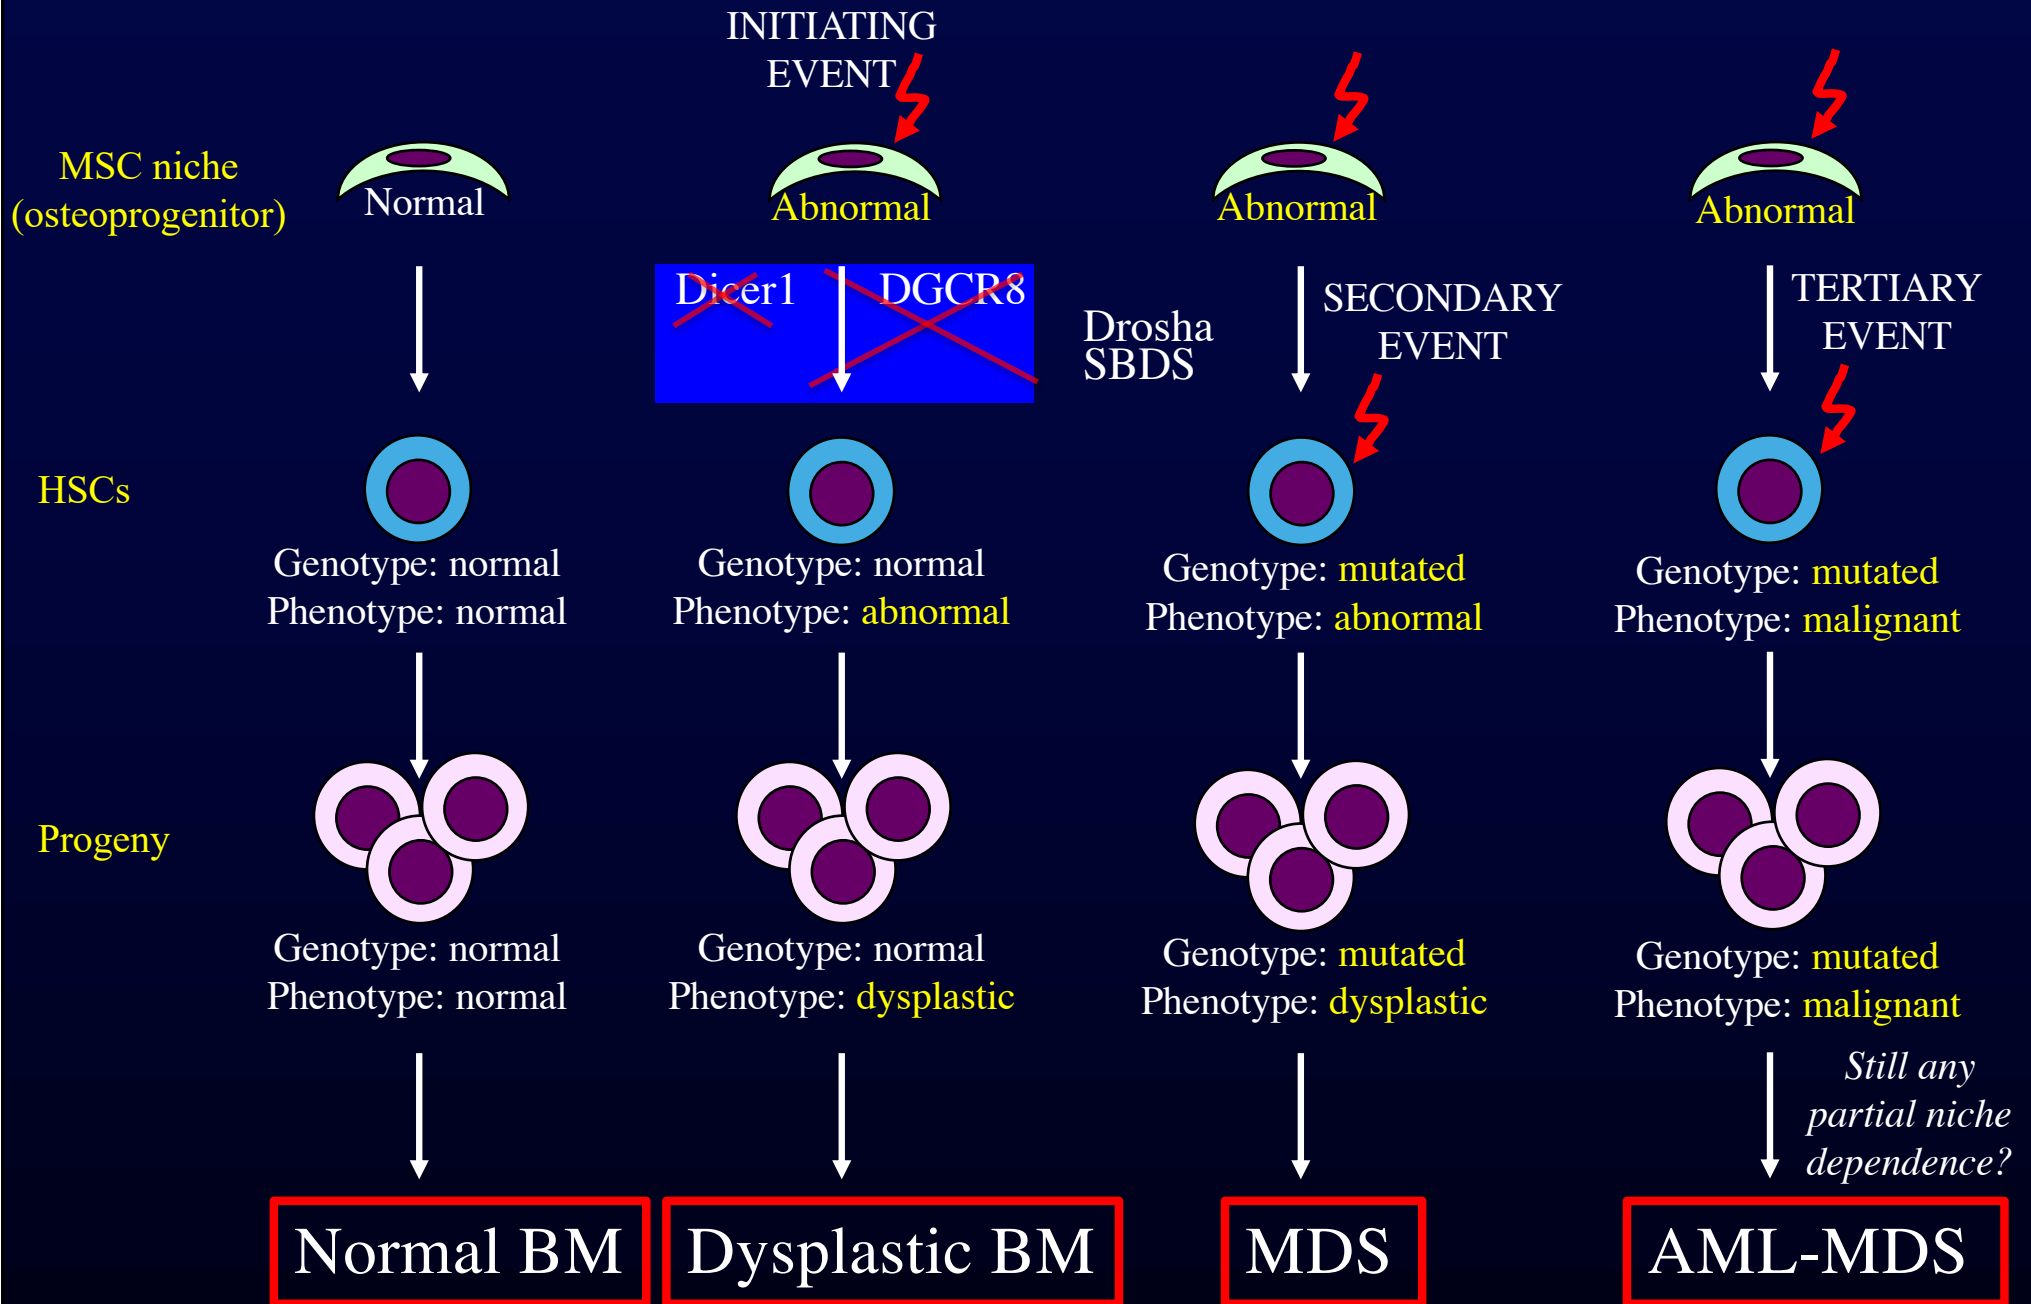 INITIATING
EVENT
MSC niche
(osteoprogenitor)
Normal
Abnormal
Abnormal
Abnormal
Dicer1
DGCR8
Drosha
SBDS
SECONDARY
EVENT
TERTIARY
EVENT
HSCs
Genotype: normal
Phenotype: normal
Genotype: normal
Phenotype: abnormal
Genotype: mutated
Phenotype: abnormal
Genotype: mutated
Phenotype: malignant
Progeny
Genotype: normal
Phenotype: normal
Genotype: normal
Phenotype: dysplastic
Genotype: mutated
Phenotype: dysplastic
Genotype: mutated
Phenotype: malignant
Still any
partial niche
dependence?
Normal BM
Dysplastic BM
MDS
AML-MDS